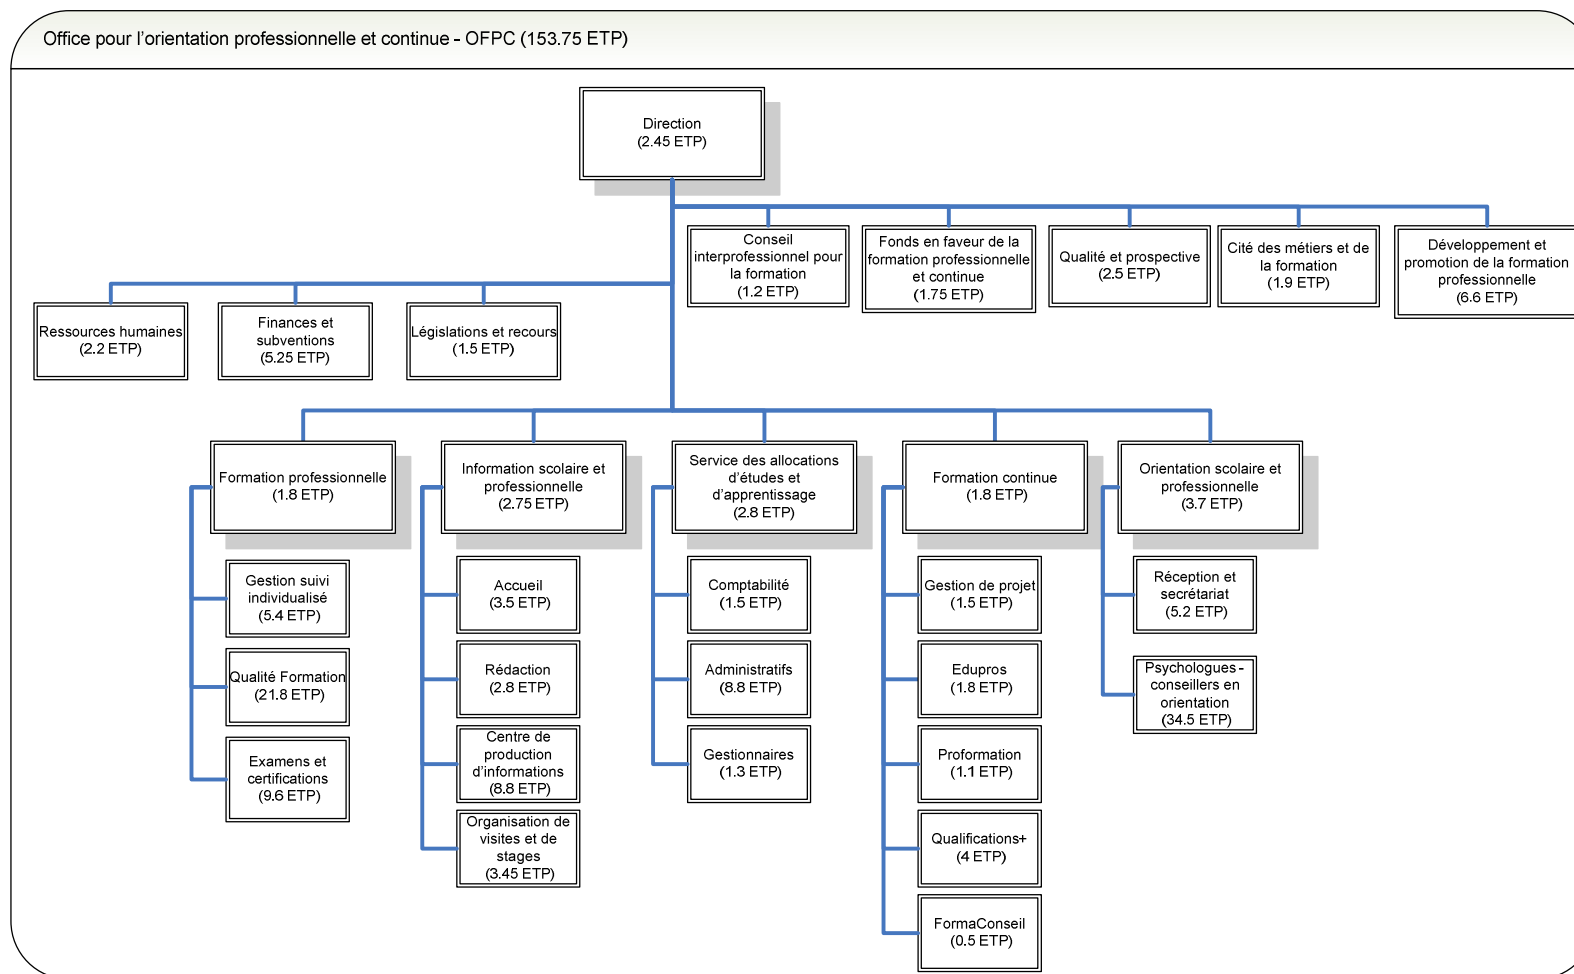 Office pour l'orientation professionnelle et continue - OFPC (153.75 ETP)
Direction
(2.45 ETP)
Conseil
interprofessionnel pour
la formation
(1.2 ETP)
Fonds en faveur de la
formation professionnelle
et continue
(1.75 ETP)
Qualité et prospective
(2.5 ETP)
Cité des métiers et de
la formation
(1.9 ETP)
Développement et
promotion de la formation
professionnelle
(6.6 ETP)
Ressources humaines
(2.2 ETP)
Finances et
subventions
(5.25 ETP)
Législations et recours
(1.5 ETP)
Formation professionnelle
(1.8 ETP)
Gestion suivi
individualisé
(5.4 ETP)
Qualité Formation
(21.8 ETP)
Examens et
certifications
(9.6 ETP)
Information scolaire et
professionnelle
(2.75 ETP)
Accueil
(3.5 ETP)
Rédaction
(2.8 ETP)
Centre de
production
d'informations
(8.8 ETP)
Organisation de
visites et de
stages
(3.45 ETP)
Service des allocations
d'études et
d'apprentissage
(2.8 ETP)
Comptabilité
(1.5 ETP)
Administratifs
(8.8 ETP)
Gestionnaires
(1.3 ETP)
Formation continue
(1.8 ETP)
Gestion de projet
(1.5 ETP)
Edupros
(1.8 ETP)
Proformation
(1.1 ETP)
Qualifications+
(4 ETP)
FormaConseil
(0.5 ETP)
Orientation scolaire et
professionnelle
(3.7 ETP)
Réception et
secrétariat
(5.2 ETP)
Psychologues -
conseillers en
orientation
(34.5 ETP)